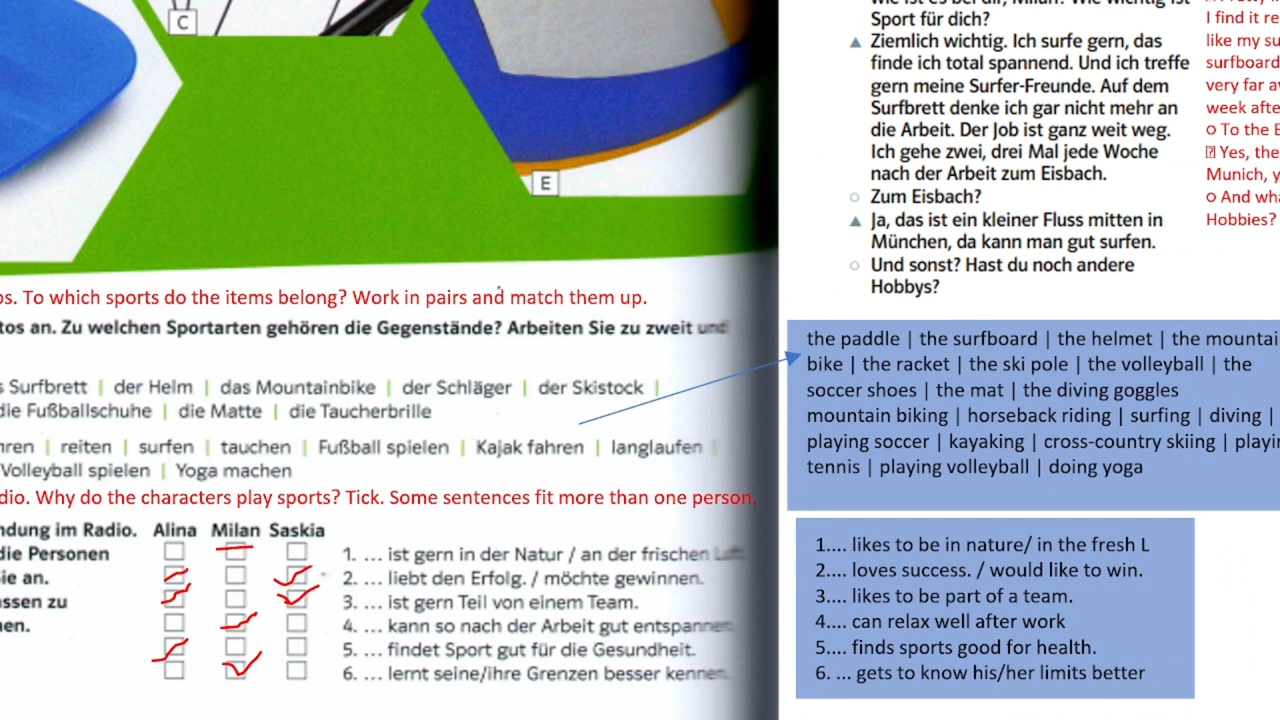 C
E
os. To which sports do the items belong? Work in pairs and match them up.
tos an. Zu welchen Sportarten gehören die Gegenstände? Arbeiten Sie zu zweit und
s Surfbrett | der Helm | das Mountainbike | der Schläger | der Skistock |
die Fußballschuhe | die Matte | die Taucherbrille
hren | reiten | surfen | tauchen | Fußball spielen | Kajak fahren | langlaufen |
Volleyball spielen | Yoga machen
dio. Why do the characters play sports? Tick. Some sentences fit more than one person.
ndung im Radio. Alina Milan Saskia
die Personen 1. ... ist gern in der Natur / an der frischen Luft.
ie an. 2. ... liebt den Erfolg. / möchte gewinnen.
ssen zu 3. ... ist gern Teil von einem Team.
nen. 4. ... kann so nach der Arbeit gut entspannen.
5. ... findet Sport gut für die Gesundheit.
6. ... lernt seine/ihre Grenzen besser kennen.
wie ist es bei dir, Milan? Wie wichtig ist
Sport für dich?
▲ Ziemlich wichtig. Ich surfe gern, das
finde ich total spannend. Und ich treffe
gern meine Surfer-Freunde. Auf dem
Surfbrett denke ich gar nicht mehr an
die Arbeit. Der Job ist ganz weit weg.
Ich gehe zwei, drei Mal jede Woche
nach der Arbeit zum Eisbach.
○ Zum Eisbach?
▲ Ja, das ist ein kleiner Fluss mitten in
München, da kann man gut surfen.
○ Und sonst? Hast du noch andere
Hobbys?
I find it re
like my su
surfboard
very far av
week afte
○ To the E
Yes, the
Munich, y
○ And wha
Hobbies?
the paddle | the surfboard | the helmet | the mountai
bike | the racket | the ski pole | the volleyball | the
soccer shoes | the mat | the diving goggles
mountain biking | horseback riding | surfing | diving |
playing soccer | kayaking | cross-country skiing | playin
tennis | playing volleyball | doing yoga
1.... likes to be in nature/ in the fresh L
2.... loves success. / would like to win.
3.... likes to be part of a team.
4.... can relax well after work
5.... finds sports good for health.
6. ... gets to know his/her limits better